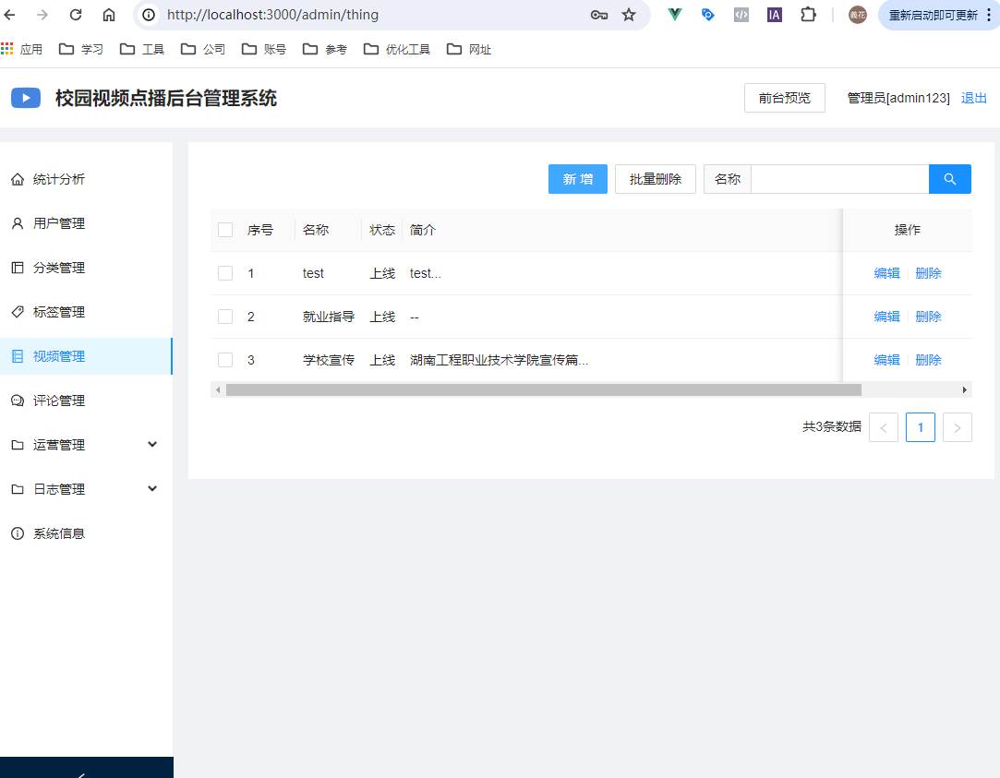 http://localhost:3000/admin/thing
IA
義花
重新启动即可更新
应用 学习 工具 公司 账号 参考 优化工具 网址
校园视频点播后台管理系统
前台预览 管理员[admin123] 退出
统计分析
用户管理
分类管理
标签管理
视频管理
评论管理
运营管理
日志管理
系统信息
新 增 批量删除 名称
序号 名称 状态 简介 操作
1 test 上线 test... 编辑 删除
2 就业指导 上线 -- 编辑 删除
3 学校宣传 上线 湖南工程职业技术学院宣传篇... 编辑 删除
共3条数据 < 1 >